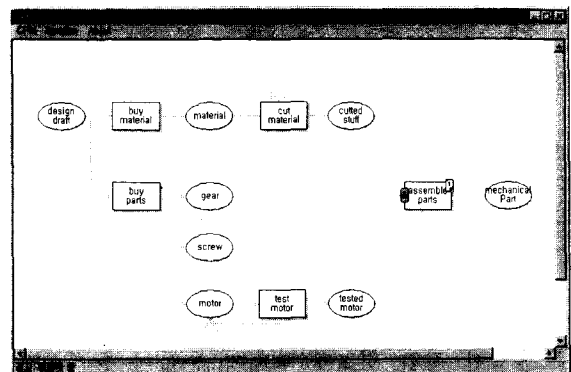 design
draft
buy
material
material
cut
material
cutted
stuff
buy
parts
gear
assemble
parts
1
mechanical
Part
screw
motor
test
motor
tested
motor